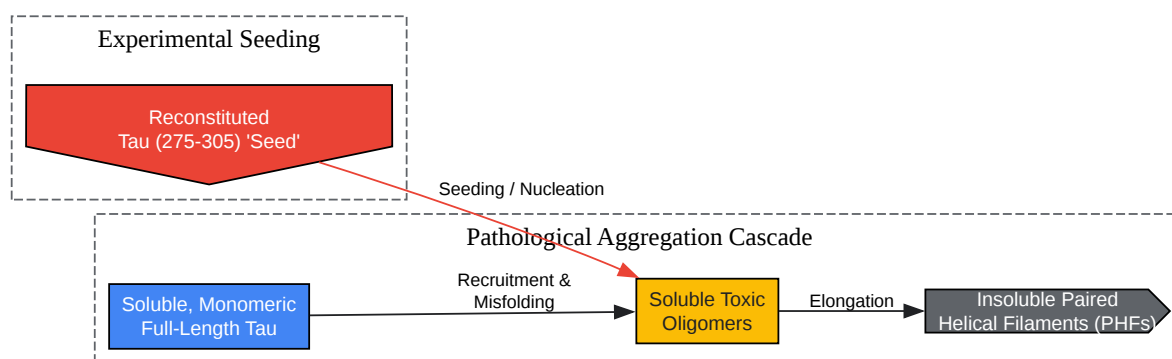 Experimental Seeding
Reconstituted
Tau (275-305) 'Seed'
Seeding / Nucleation
Pathological Aggregation Cascade
Soluble, Monomeric
Full-Length Tau
Recruitment &
Misfolding
Soluble Toxic
Oligomers
Elongation
Insoluble Paired
Helical Filaments (PHFs)